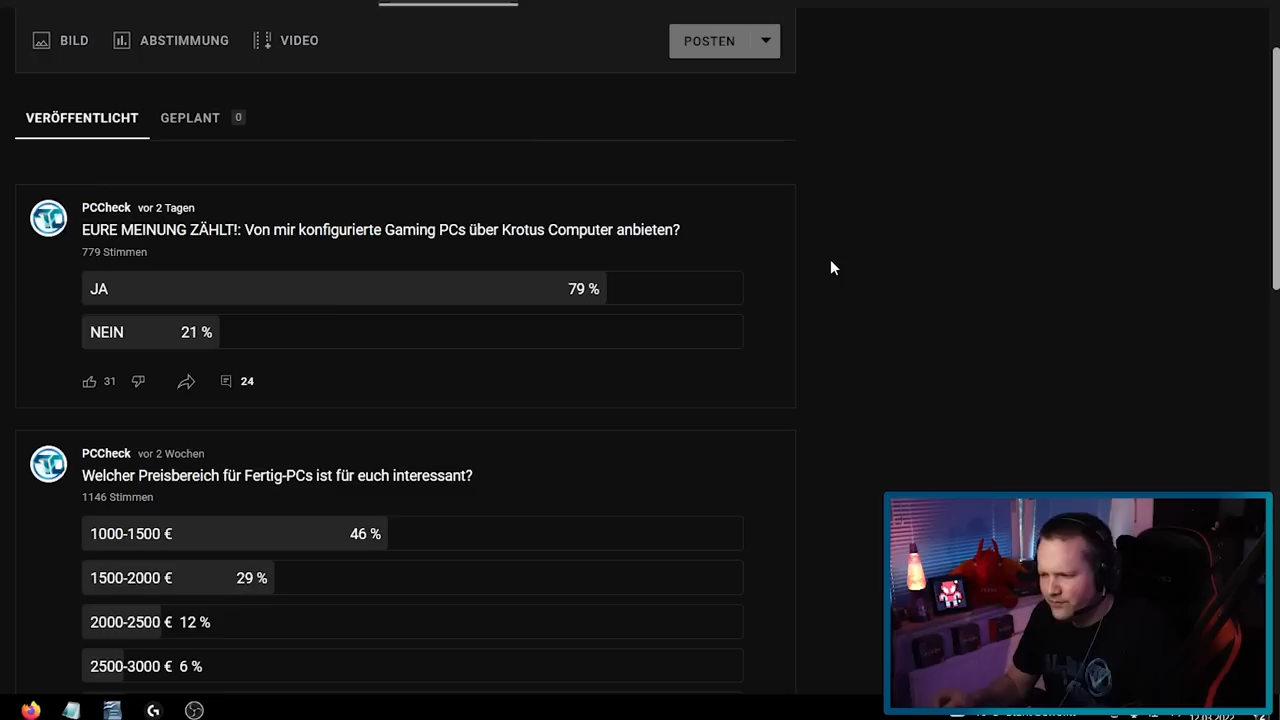 BILD
ABSTIMMUNG
VIDEO
POSTEN
VERÖFFENTLICHT
GEPLANT 0
PCCheck vor 2 Tagen
EURE MEINUNG ZÄHLT!: Von mir konfigurierte Gaming PCs über Krotus Computer anbieten?
779 Stimmen
JA 79 %
NEIN 21 %
31 24
PCCheck vor 2 Wochen
Welcher Preisbereich für Fertig-PCs ist für euch interessant?
1146 Stimmen
1000-1500 € 46 %
1500-2000 € 29 %
2000-2500 € 12 %
2500-3000 € 6 %